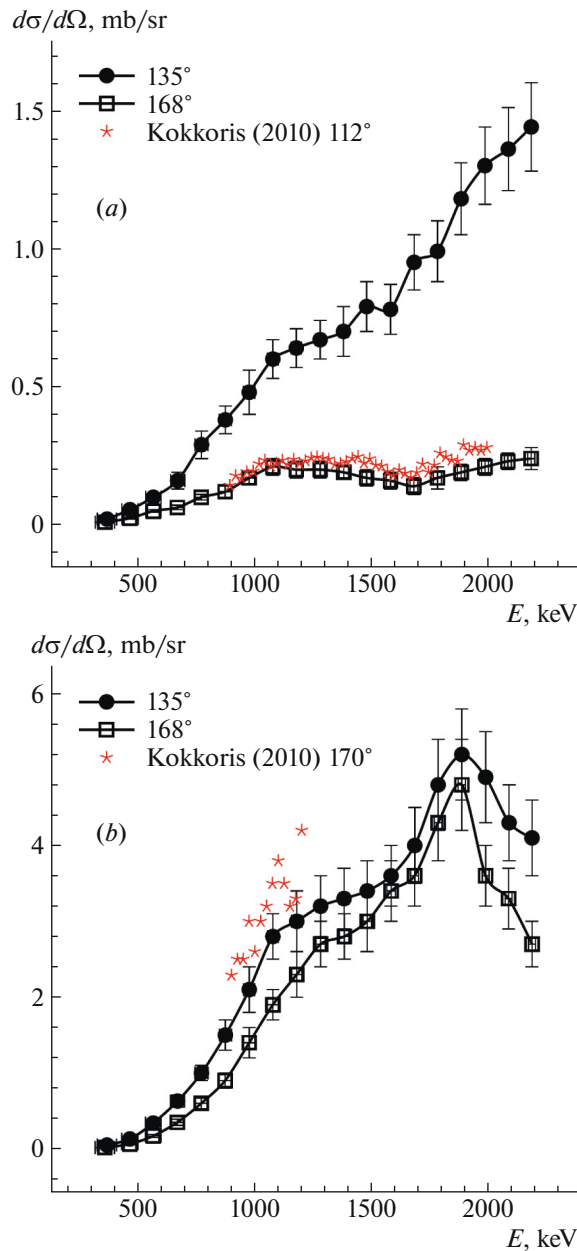 dσ/dΩ, mb/sr
135°
168°
Kokkoris (2010) 112°
(a)
1.5
1.0
0.5
0
500 1000 1500 2000
E, keV
dσ/dΩ, mb/sr
135°
168°
Kokkoris (2010) 170°
(b)
6
4
2
0
500 1000 1500 2000
E, keV